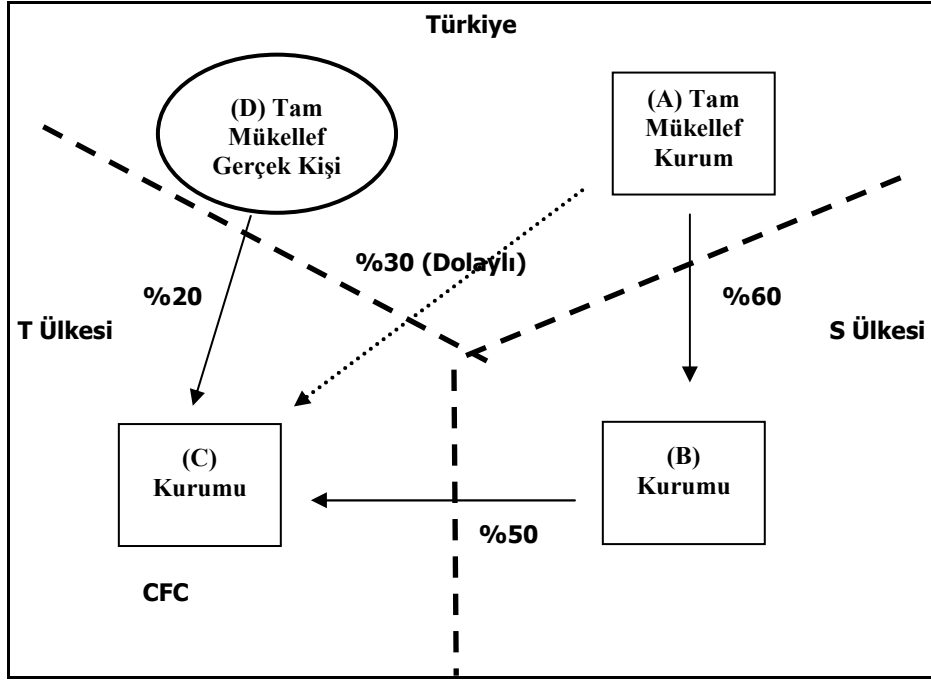 Türkiye
(D) Tam
Mükellef
Gerçek Kişi
(A) Tam
Mükellef
Kurum
%30 (Dolaylı)
%20
%60
T Ülkesi
S Ülkesi
(C)
Kurumu
(B)
Kurumu
%50
CFC